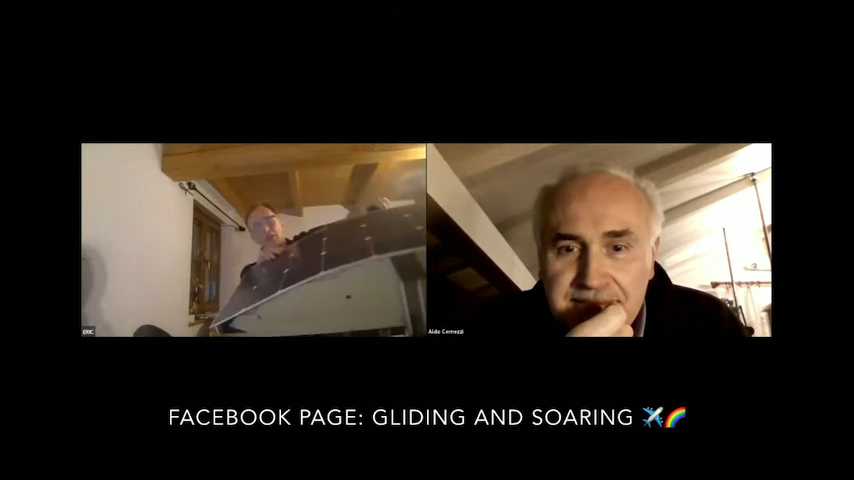 ERIC
Aldo Cernezzi
FACEBOOK PAGE: GLIDING AND SOARING ✈️🌈